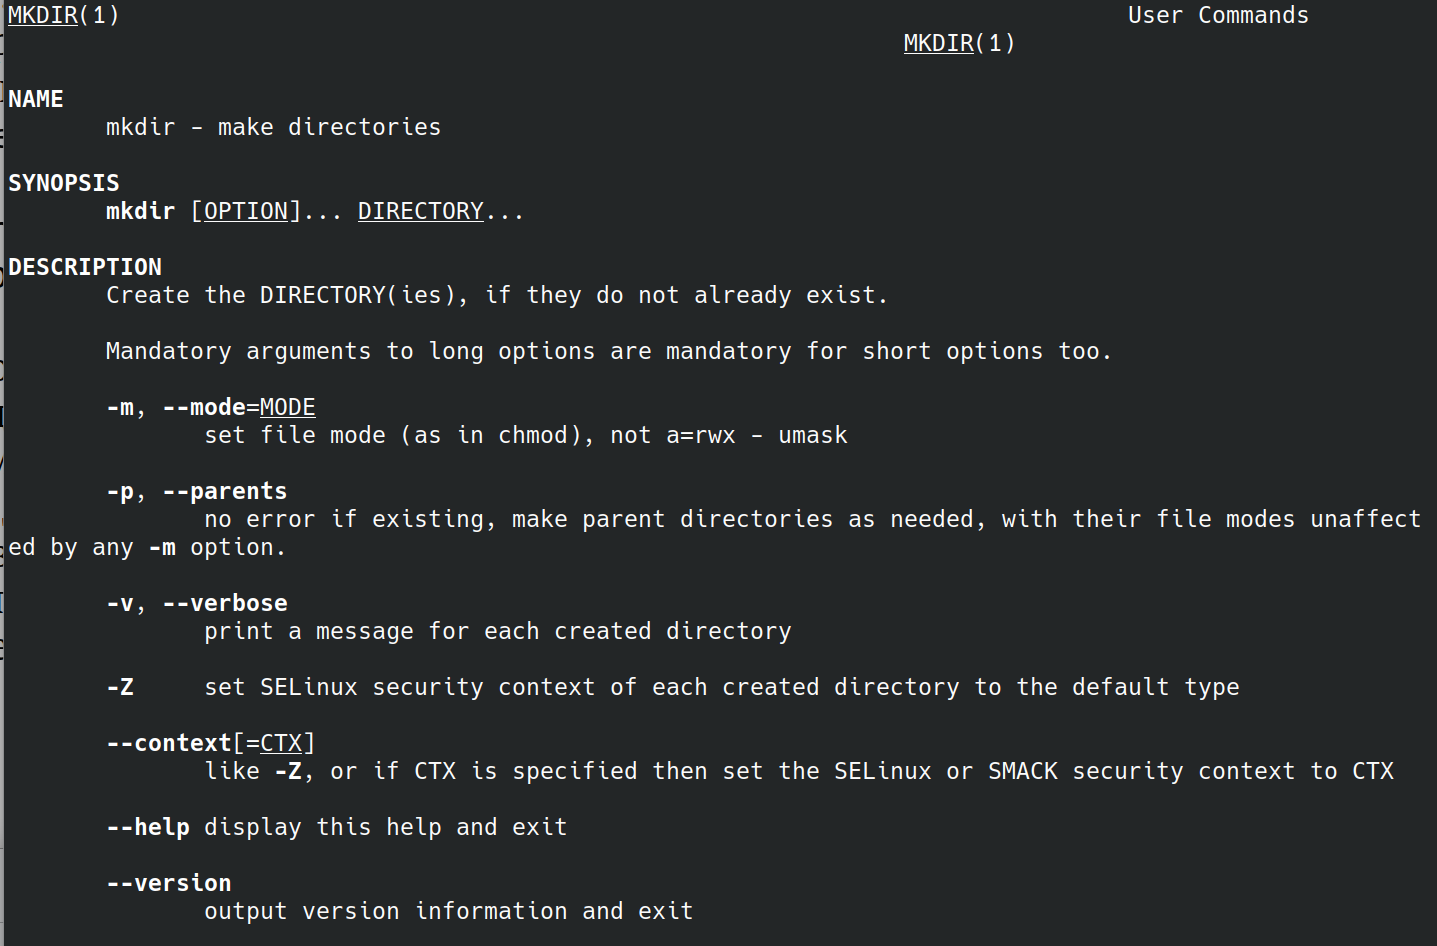 MKDIR(1) User Commands
MKDIR(1)
NAME
mkdir - make directories
SYNOPSIS
mkdir [OPTION]... DIRECTORY...
DESCRIPTION
Create the DIRECTORY(ies), if they do not already exist.
Mandatory arguments to long options are mandatory for short options too.
-m, --mode=MODE
set file mode (as in chmod), not a=rwx - umask
-p, --parents
no error if existing, make parent directories as needed, with their file modes unaffect
ed by any -m option.
-v, --verbose
print a message for each created directory
-Z set SELinux security context of each created directory to the default type
--context[=CTX]
like -Z, or if CTX is specified then set the SELinux or SMACK security context to CTX
--help display this help and exit
--version
output version information and exit